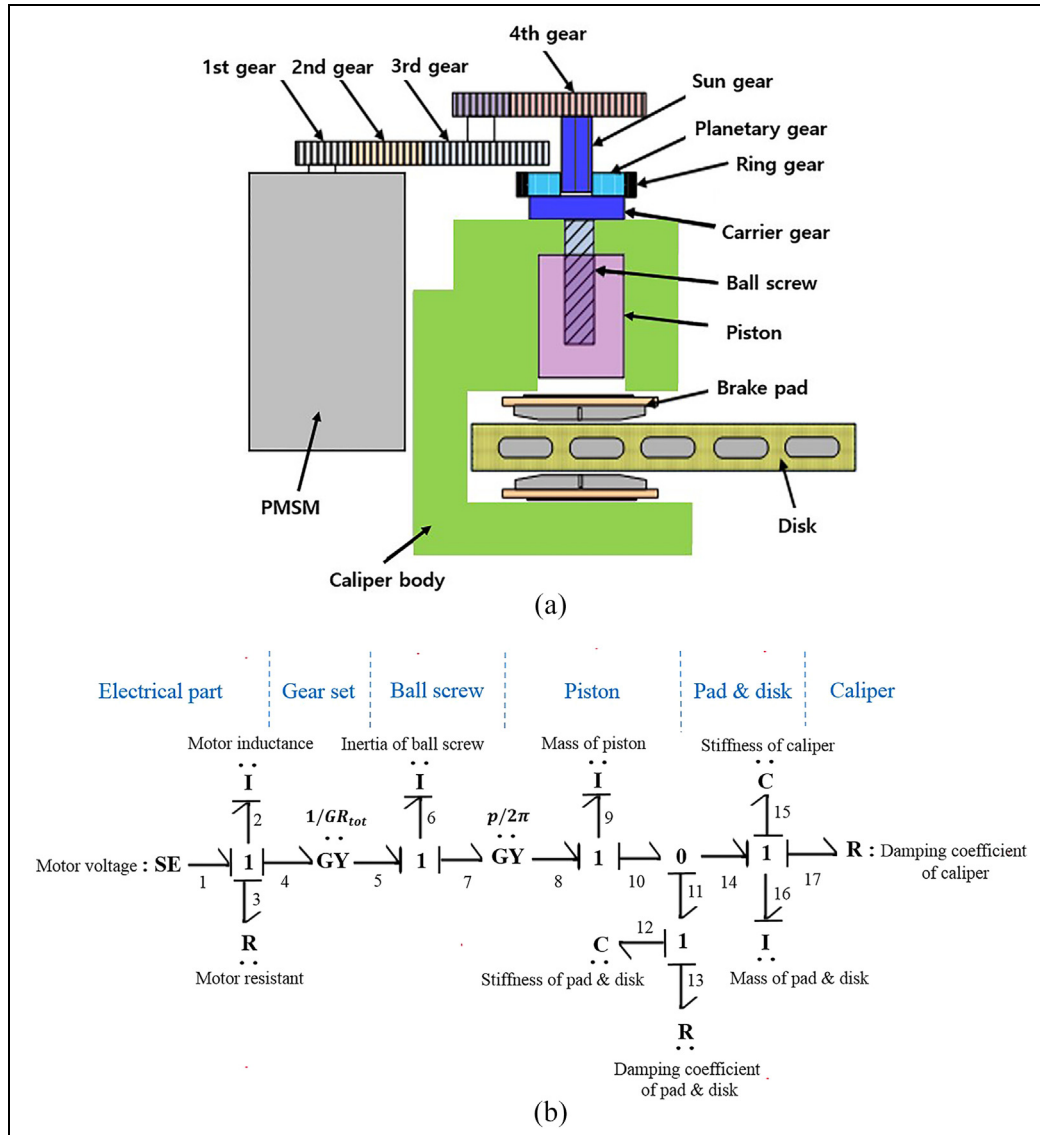 4th gear
1st gear 2nd gear 3rd gear
Sun gear
Planetary gear
Ring gear
Carrier gear
Ball screw
Piston
Brake pad
PMSM
Disk
Caliper body
(a)
Electrical part Gear set Ball screw Piston Pad & disk Caliper
Motor inductance Inertia of ball screw Mass of piston Stiffness of caliper
I I I C
2 1/GR_tot 6 p/2π 9 15
Motor voltage : SE 1 GY 1 GY 1 0 1 R : Damping coefficient
of caliper
1 4 5 7 8 10 14 17
3 11 16
R 12 C 1 I
Motor resistant Stiffness of pad & disk 13 Mass of pad & disk
R
Damping coefficient
of pad & disk
(b)